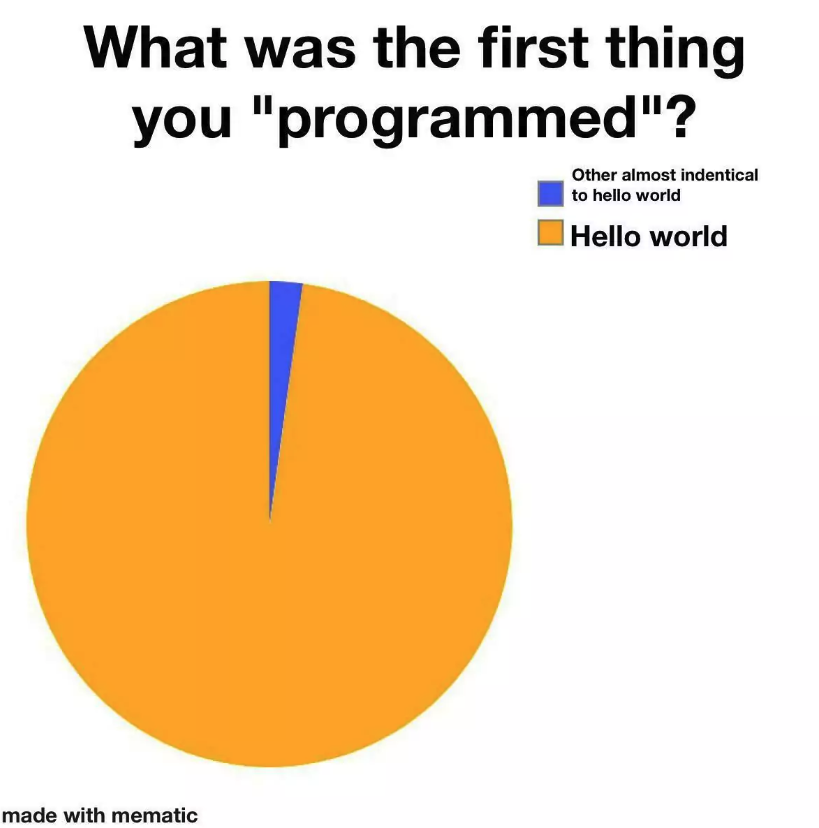 What was the first thing
you "programmed"?
Other almost indentical
to hello world
Hello world
made with mematic